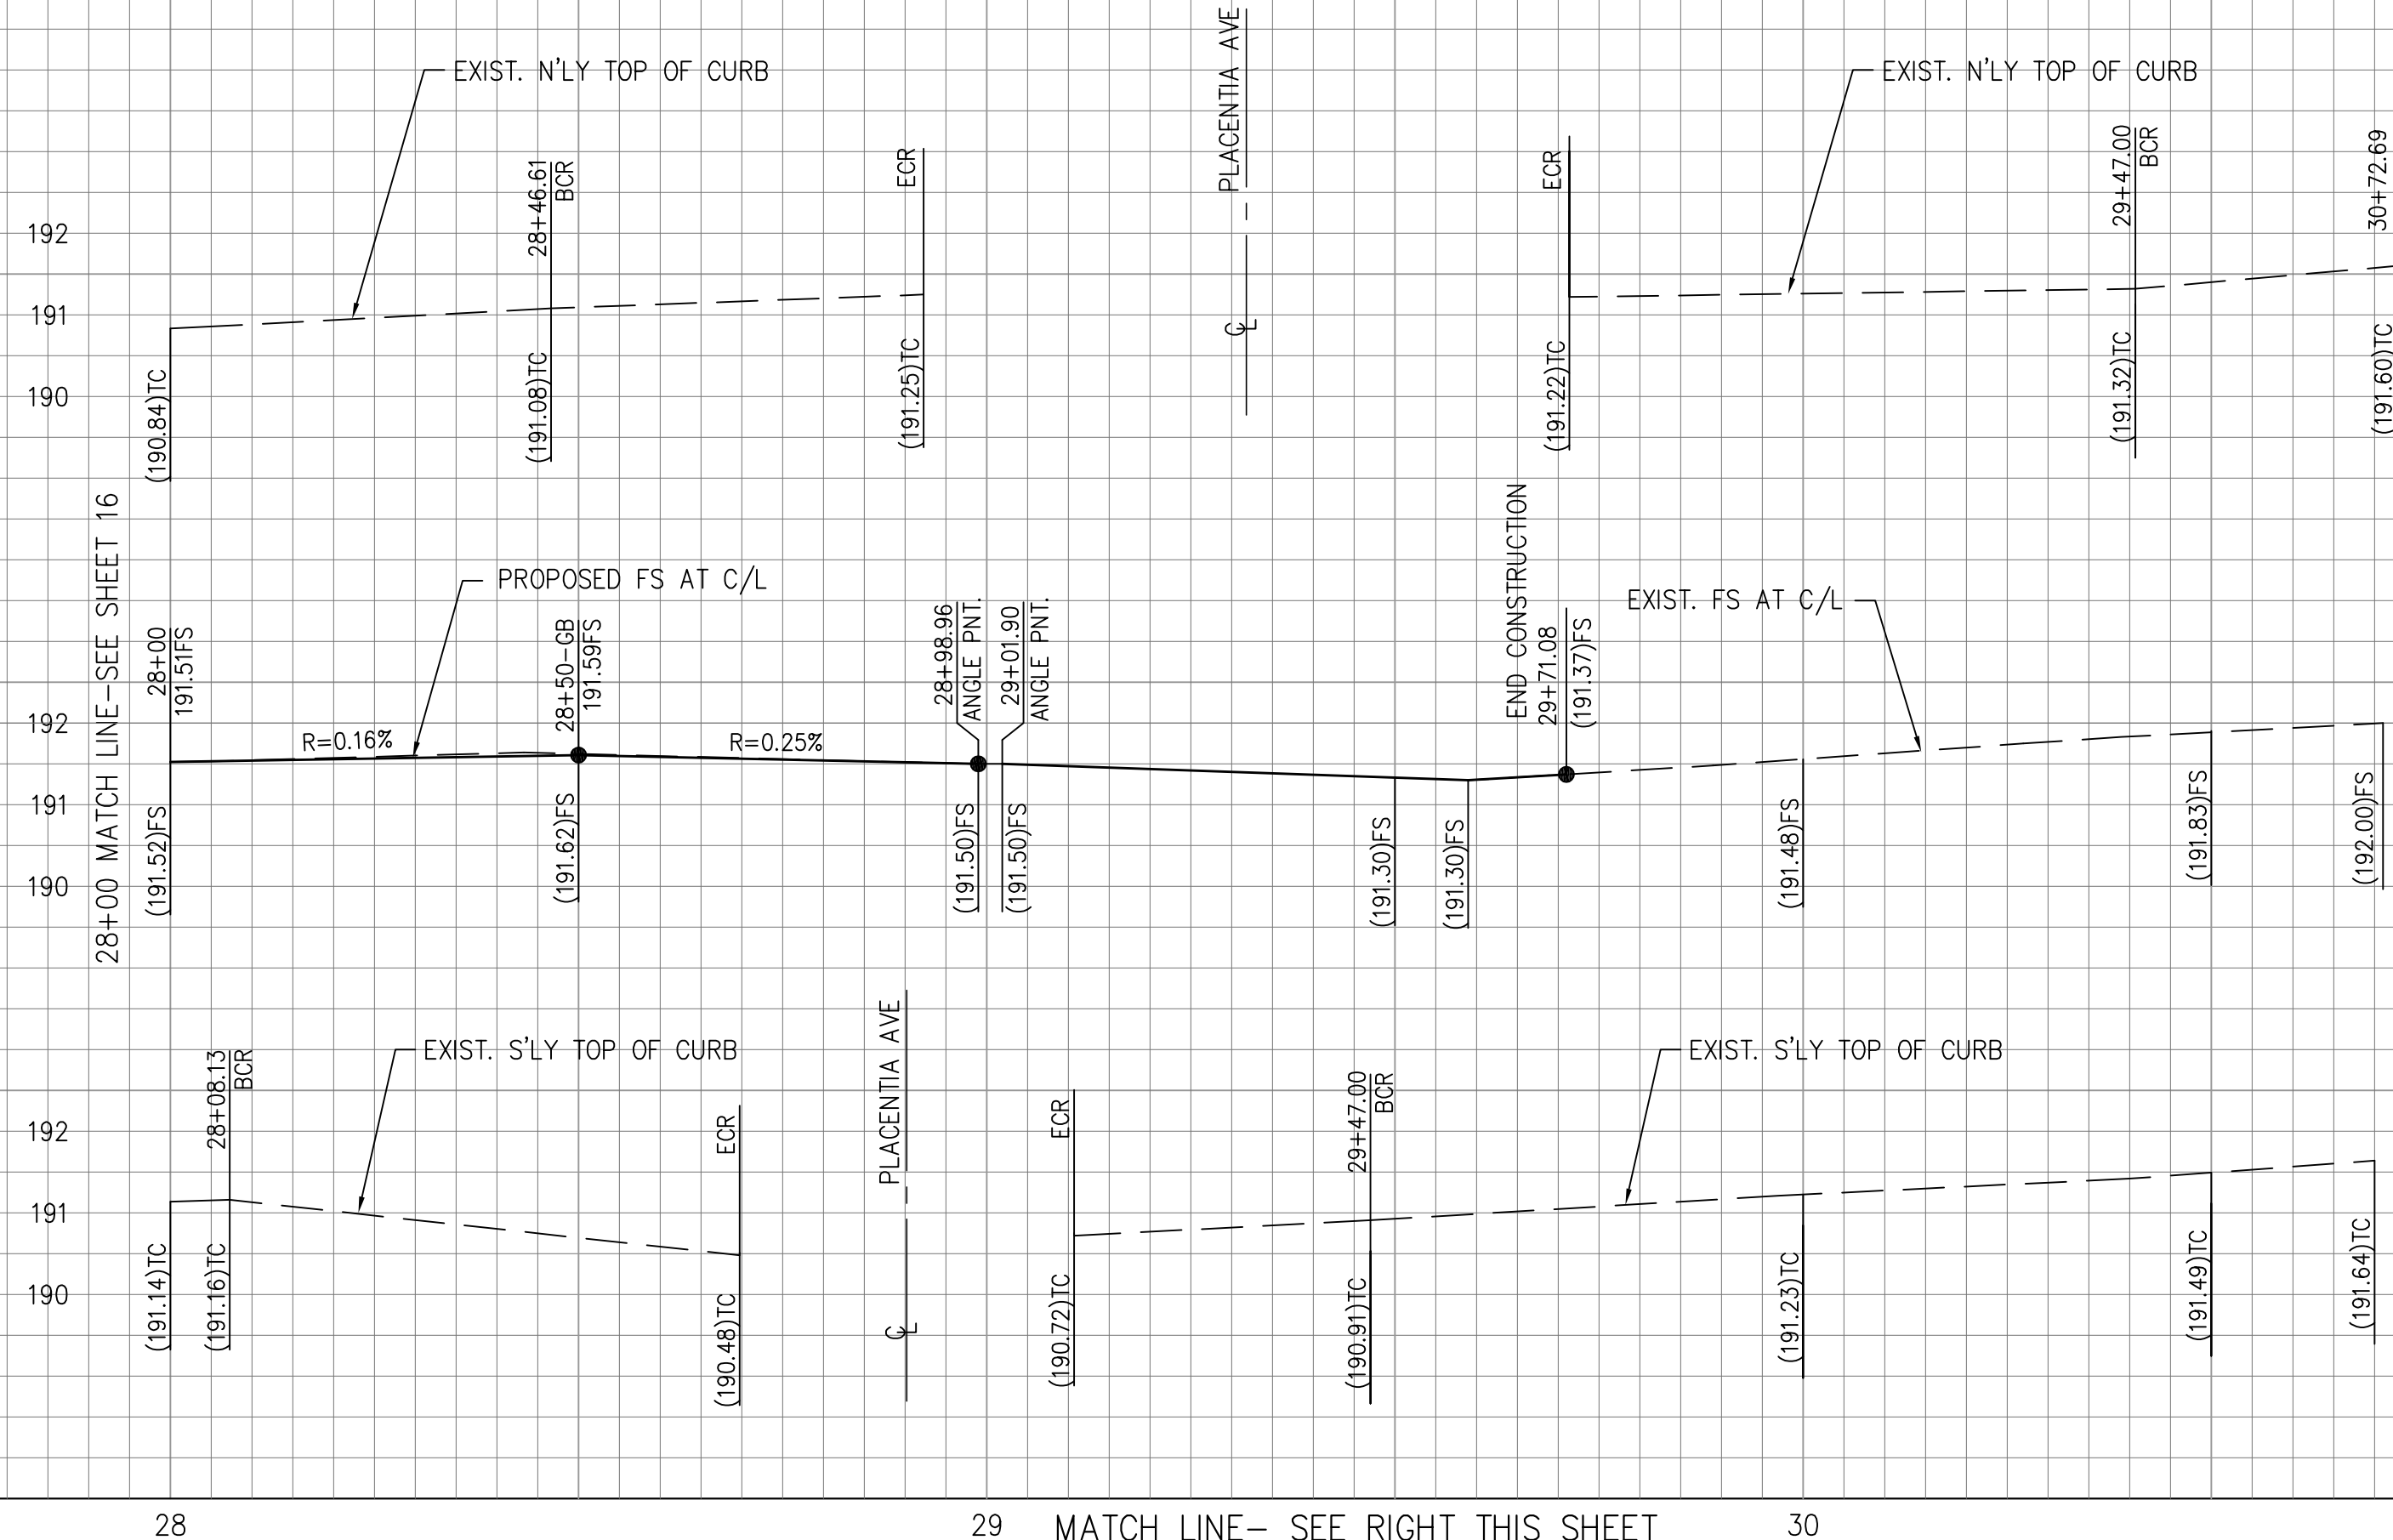 EXIST. N'LY TOP OF CURB
PLACENTIA AVE
EXIST. N'LY TOP OF CURB
28+46.61
BCR
ECR
ECR
29+47.00
BCR
30+72.69
192
191
190
(190.84)TC
(191.08)TC
(191.25)TC
CL
(191.22)TC
(191.32)TC
(191.60)TC
28+00 MATCH LINE-SEE SHEET 16
PROPOSED FS AT C/L
END CONSTRUCTION
EXIST. FS AT C/L
28+00
191.51FS
28+50-GB
191.59FS
28+98.96
ANGLE PNT.
29+01.90
ANGLE PNT.
29+71.08
(191.37)FS
192
191
190
R=0.16%
R=0.25%
(191.52)FS
(191.62)FS
(191.50)FS
(191.50)FS
(191.30)FS
(191.30)FS
(191.48)FS
(191.83)FS
(192.00)FS
28+08.13
BCR
EXIST. S'LY TOP OF CURB
ECR
PLACENTIA AVE
ECR
29+47.00
BCR
EXIST. S'LY TOP OF CURB
192
191
190
(191.14)TC
(191.16)TC
(190.48)TC
CL
(190.72)TC
(190.91)TC
(191.23)TC
(191.49)TC
(191.64)TC
28
29
MATCH LINE- SEE RIGHT THIS SHEET
30